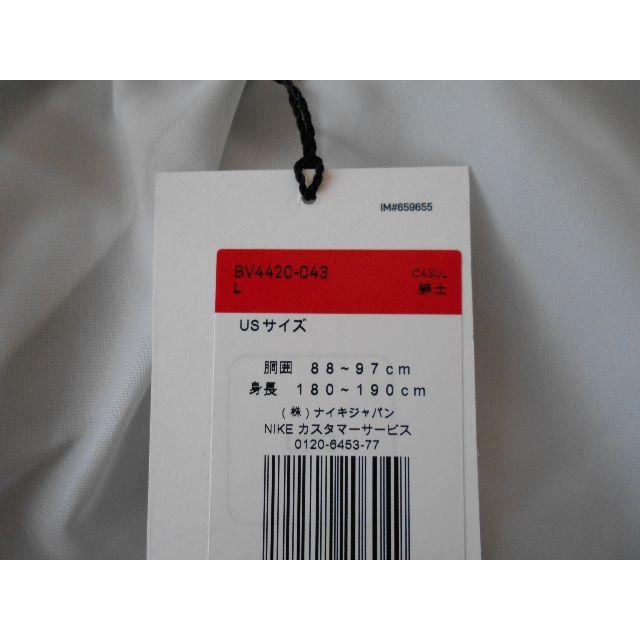 IM#659655
BV4420-043 CASUL
L 紳士
USサイズ
胴囲 88~97cm
身長 180~190cm
(株)ナイキジャパン
NIKE カスタマーサービス
0120-6453-77